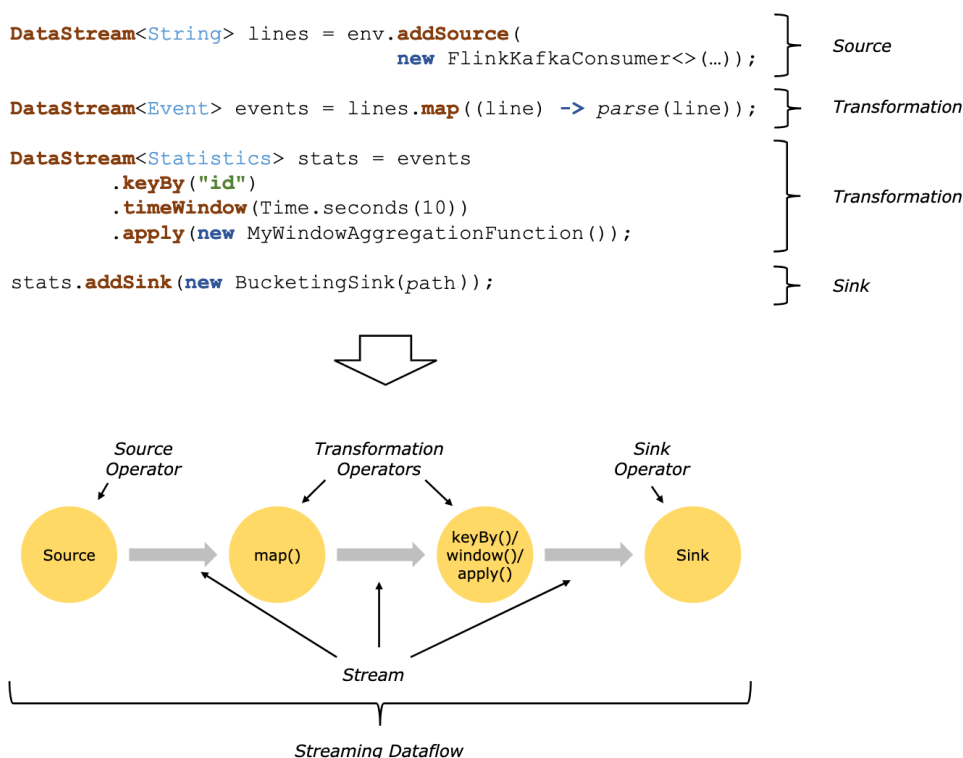 DataStream<String> lines = env.addSource(
new FlinkKafkaConsumer<>(…));
Source
DataStream<Event> events = lines.map((line) -> parse(line));
Transformation
DataStream<Statistics> stats = events
.keyBy("id")
.timeWindow(Time.seconds(10))
.apply(new MyWindowAggregationFunction());
Transformation
stats.addSink(new BucketingSink(path));
Sink
Source
Operator
Transformation
Operators
Sink
Operator
Source
map()
keyBy()/
window()/
apply()
Sink
Stream
Streaming Dataflow